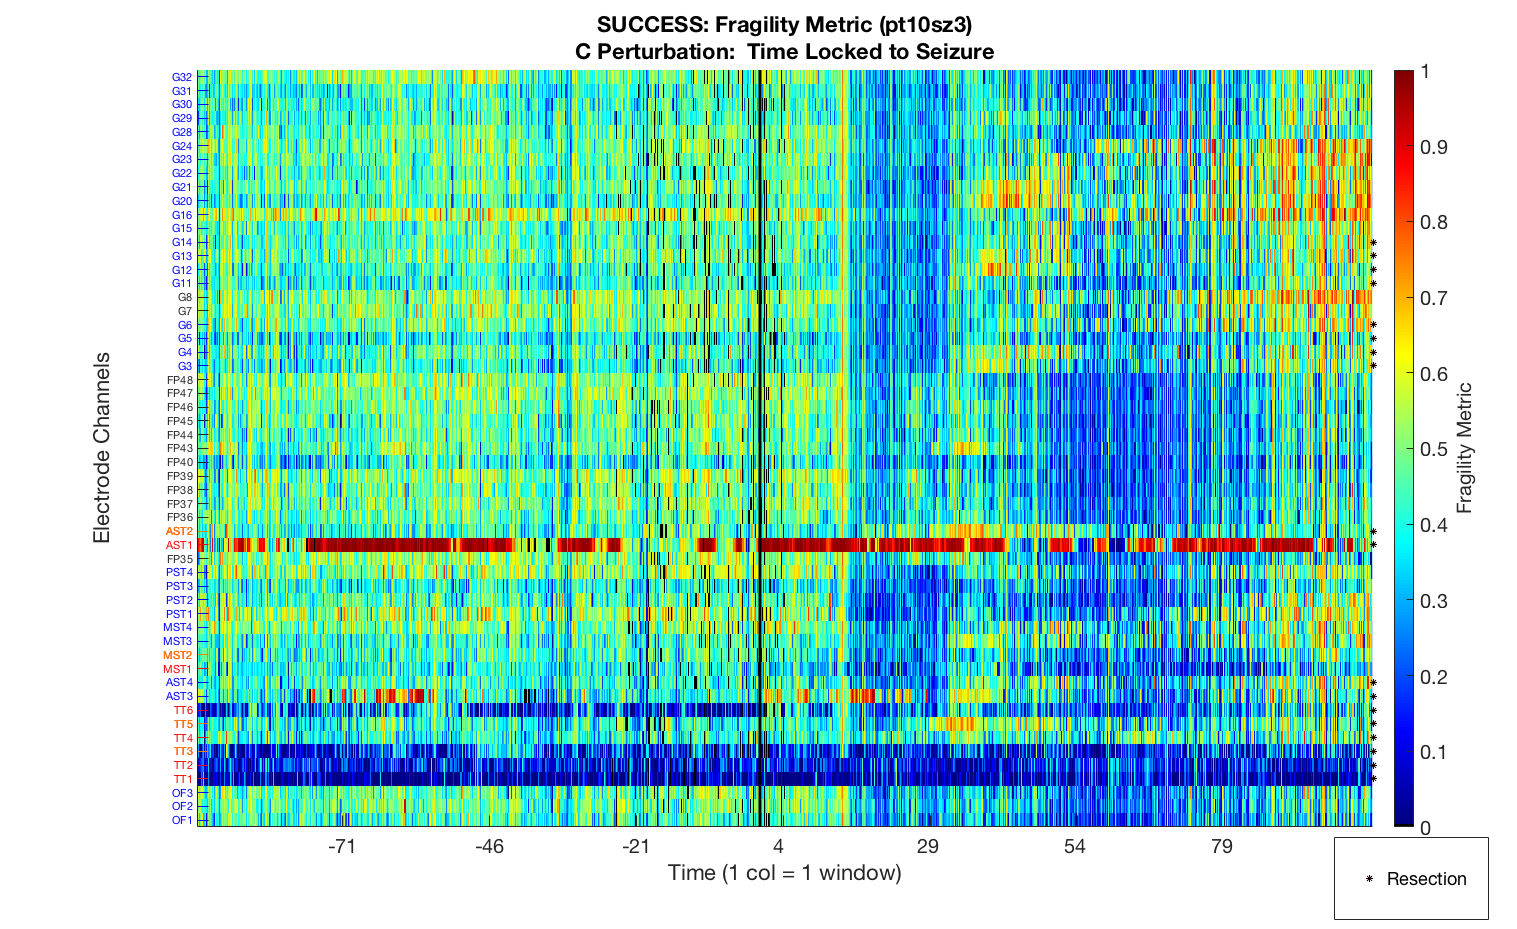 SUCCESS: Fragility Metric (pt10sz3)
C Perturbation:  Time Locked to Seizure
G32
G31
G30
G29
G28
G24
G23
G22
G21
G20
G16
G15
G14
G13
G12
G11
G8
G7
G6
G5
G4
G3
FP48
FP47
FP46
FP45
FP44
FP43
FP40
FP39
FP38
FP37
FP36
AST2
AST1
FP35
PST4
PST3
PST2
PST1
MST4
MST3
MST2
MST1
AST4
AST3
TT6
TT5
TT4
TT3
TT2
TT1
OF3
OF2
OF1
Electrode Channels
-71 -46 -21 4 29 54 79
Time (1 col = 1 window)
1
0.9
0.8
0.7
0.6
0.5
0.4
0.3
0.2
0.1
0
Fragility Metric
* Resection